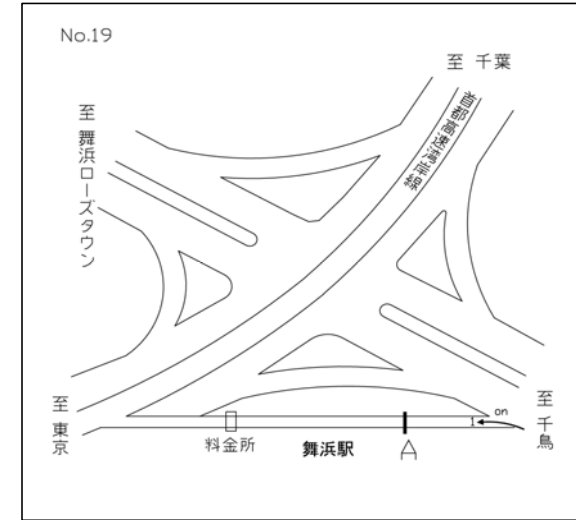 No.19
至 千葉
首都高速湾岸線
至 舞浜ローズタウン
至 東京
料金所
舞浜駅
A
1
on
至 千鳥